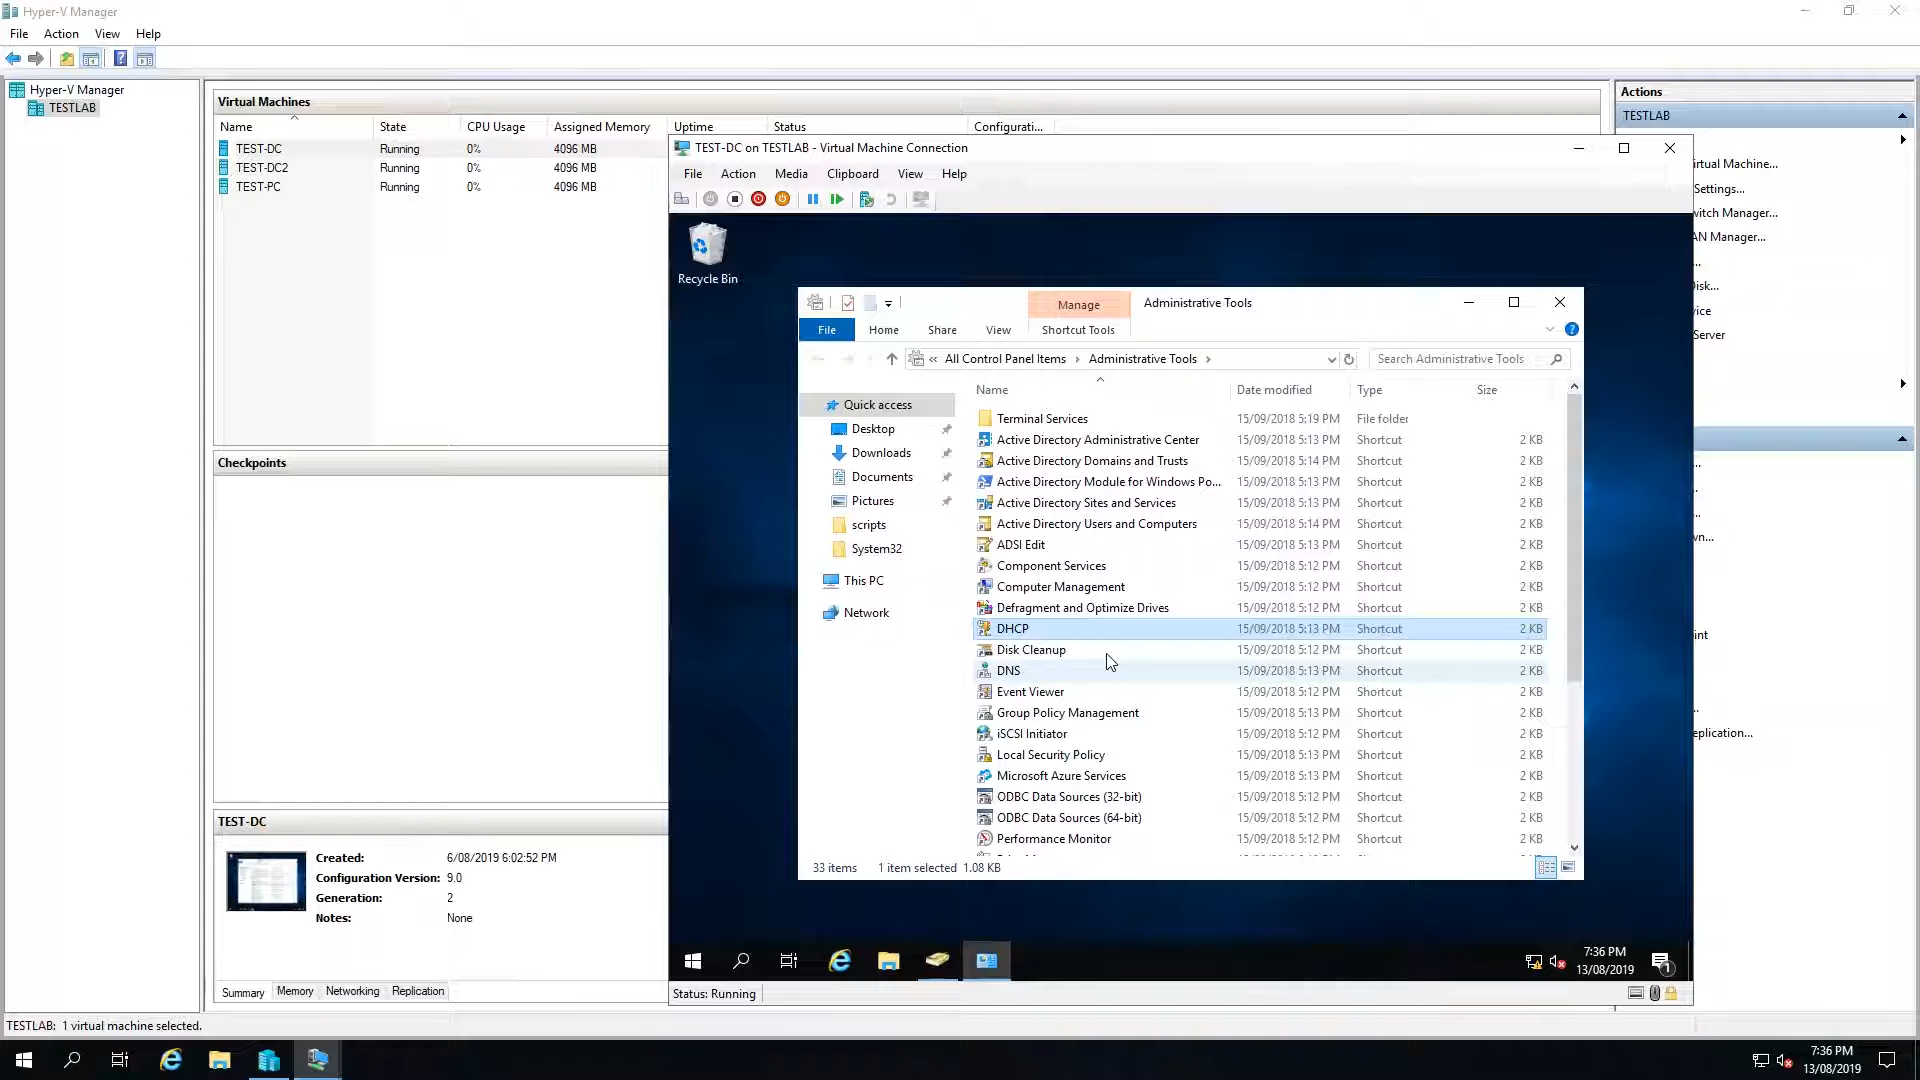 Hyper-V Manager
File Action View Help
Hyper-V Manager
TESTLAB
Virtual Machines
Name State CPU Usage Assigned Memory Uptime Status Configurati...
TEST-DC Running 0% 4096 MB
TEST-DC2 Running 0% 4096 MB
TEST-PC Running 0% 4096 MB
Checkpoints
TEST-DC
Created: 6/08/2019 6:02:52 PM
Configuration Version: 9.0
Generation: 2
Notes: None
Summary Memory Networking Replication
TESTLAB: 1 virtual machine selected.
TEST-DC on TESTLAB - Virtual Machine Connection
File Action Media Clipboard View Help
Recycle Bin
Manage Administrative Tools
File Home Share View Shortcut Tools
« All Control Panel Items › Administrative Tools › Search Administrative Tools
Quick access
Desktop
Downloads
Documents
Pictures
scripts
System32
This PC
Network
Name Date modified Type Size
Terminal Services 15/09/2018 5:19 PM File folder
Active Directory Administrative Center 15/09/2018 5:13 PM Shortcut 2 KB
Active Directory Domains and Trusts 15/09/2018 5:14 PM Shortcut 2 KB
Active Directory Module for Windows Po... 15/09/2018 5:13 PM Shortcut 2 KB
Active Directory Sites and Services 15/09/2018 5:13 PM Shortcut 2 KB
Active Directory Users and Computers 15/09/2018 5:14 PM Shortcut 2 KB
ADSI Edit 15/09/2018 5:13 PM Shortcut 2 KB
Component Services 15/09/2018 5:12 PM Shortcut 2 KB
Computer Management 15/09/2018 5:12 PM Shortcut 2 KB
Defragment and Optimize Drives 15/09/2018 5:12 PM Shortcut 2 KB
DHCP 15/09/2018 5:13 PM Shortcut 2 KB
Disk Cleanup 15/09/2018 5:12 PM Shortcut 2 KB
DNS 15/09/2018 5:13 PM Shortcut 2 KB
Event Viewer 15/09/2018 5:12 PM Shortcut 2 KB
Group Policy Management 15/09/2018 5:13 PM Shortcut 2 KB
iSCSI Initiator 15/09/2018 5:12 PM Shortcut 2 KB
Local Security Policy 15/09/2018 5:13 PM Shortcut 2 KB
Microsoft Azure Services 15/09/2018 5:13 PM Shortcut 2 KB
ODBC Data Sources (32-bit) 15/09/2018 5:12 PM Shortcut 2 KB
ODBC Data Sources (64-bit) 15/09/2018 5:12 PM Shortcut 2 KB
Performance Monitor 15/09/2018 5:12 PM Shortcut 2 KB
33 items 1 item selected 1.08 KB
7:36 PM
13/08/2019
1
Status: Running
Actions
TESTLAB
irtual Machine...
Settings...
witch Manager...
AN Manager...
...
isk...
vice
Server
...
...
...
wn...
int
...
eplication...
7:36 PM
13/08/2019